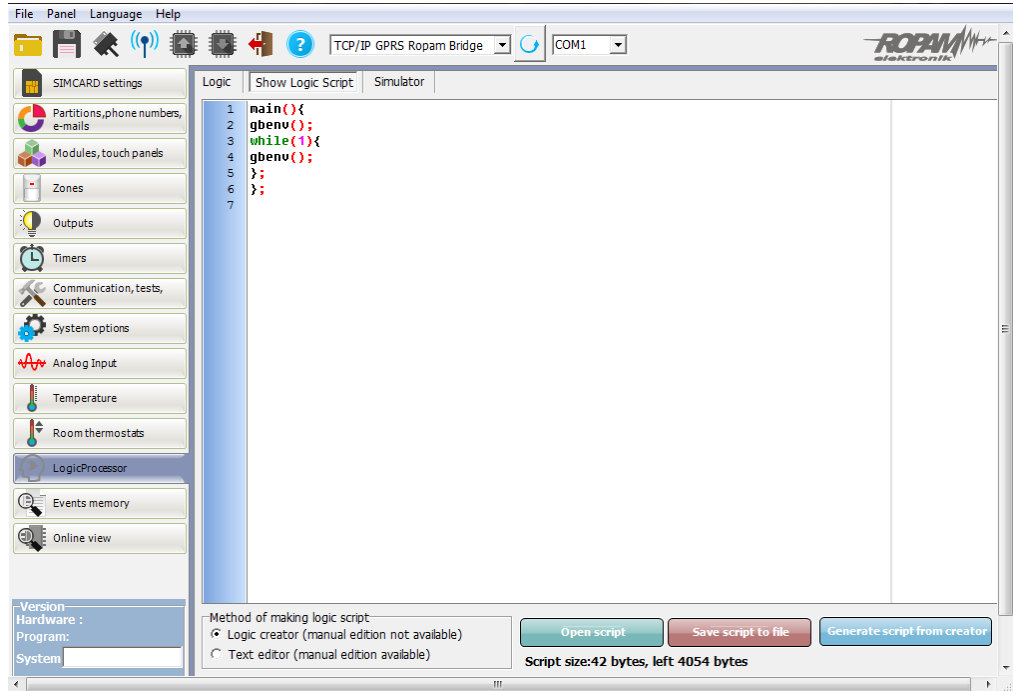 File Panel Language Help
TCP/IP GPRS Ropam Bridge
COM1
ROPAM
elektronik
SIMCARD settings
Partitions,phone numbers,
e-mails
Modules, touch panels
Zones
Outputs
Timers
Communication, tests,
counters
System options
Analog Input
Temperature
Room thermostats
LogicProcessor
Events memory
Online view
Version
Hardware :
Program:
System
Logic Show Logic Script Simulator
1 main(){
2 gbenv();
3 while(1){
4 gbenv();
5 };
6 };
7
Method of making logic script
Logic creator (manual edition not available)
Text editor (manual edition available)
Open script
Save script to file
Generate script from creator
Script size:42 bytes, left 4054 bytes